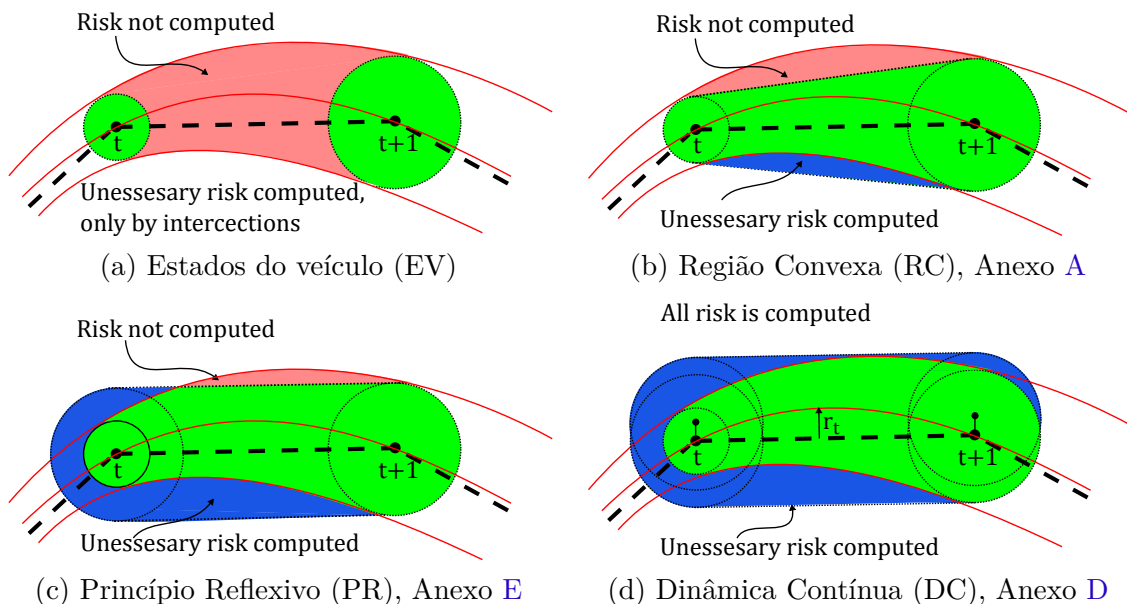 Risk not computed
t
t+1
Unessesary risk computed,
only by intercections
(a) Estados do veículo (EV)
Risk not computed
t
t+1
Unessesary risk computed
(b) Região Convexa (RC), Anexo A
Risk not computed
t
t+1
Unessesary risk computed
(c) Princípio Reflexivo (PR), Anexo E
All risk is computed
r_t
t
t+1
Unessesary risk computed
(d) Dinâmica Contínua (DC), Anexo D